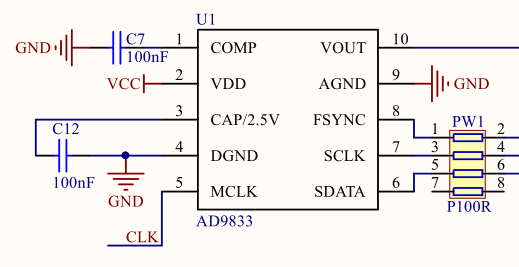 U1
C7
GND
100nF
1
COMP
VOUT
10
VCC
2
VDD
AGND
9
GND
3
CAP/2.5V
FSYNC
8
PW1
C12
1
2
4
DGND
SCLK
7
3
4
100nF
5
6
GND
5
MCLK
SDATA
6
7
8
CLK
AD9833
P100R